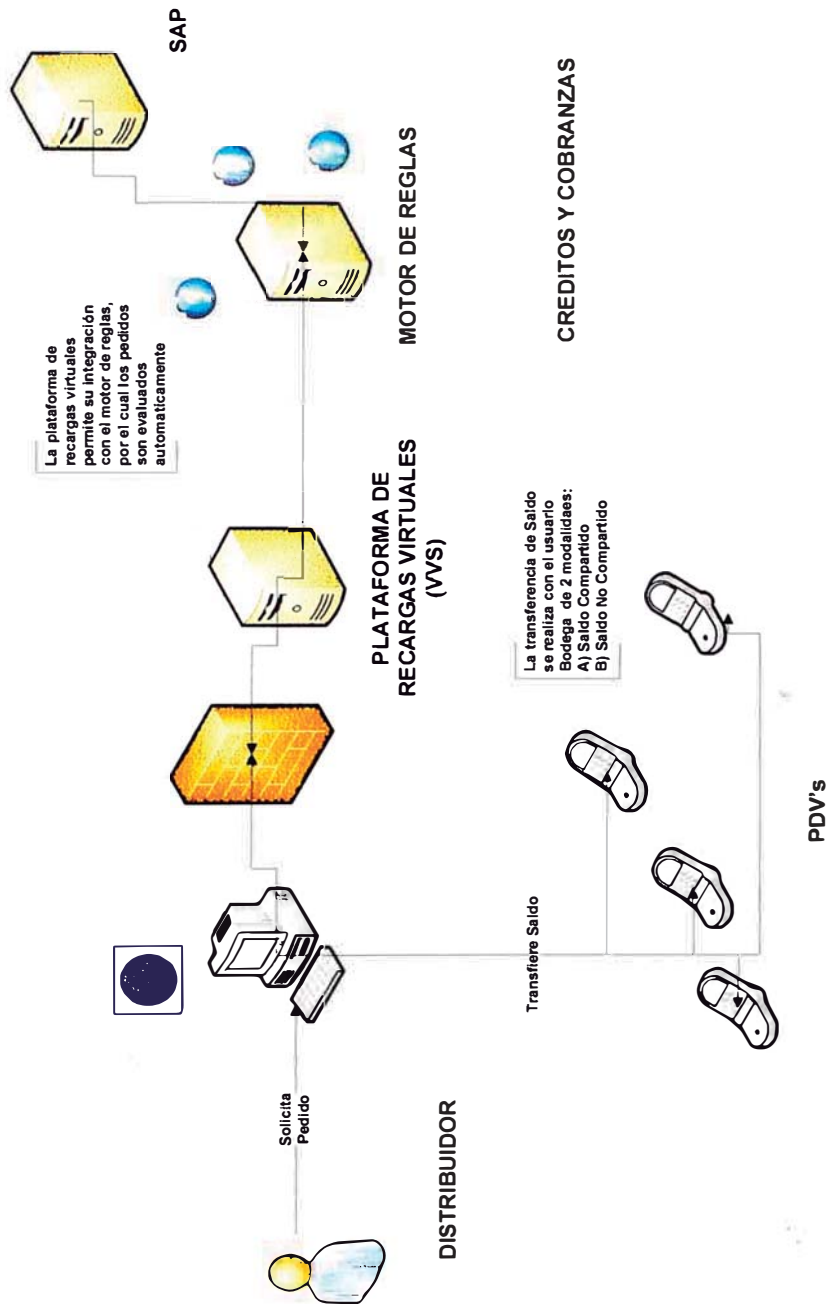 SAP
La plataforma de
recargas virtuales
permite su integración
con el motor de reglas,
por el cual los pedidos
son evaluados
automaticamente
MOTOR DE REGLAS
PLATAFORMA DE
RECARGAS VIRTUALES
(VVS)
CREDITOS Y COBRANZAS
Solicita
Pedido
DISTRIBUIDOR
Transfiere Saldo
La transferencia de Saldo
se realiza con el usuario
Bodega de 2 modalidaes:
A) Saldo Compartido
B) Saldo No Compartido
PDV's